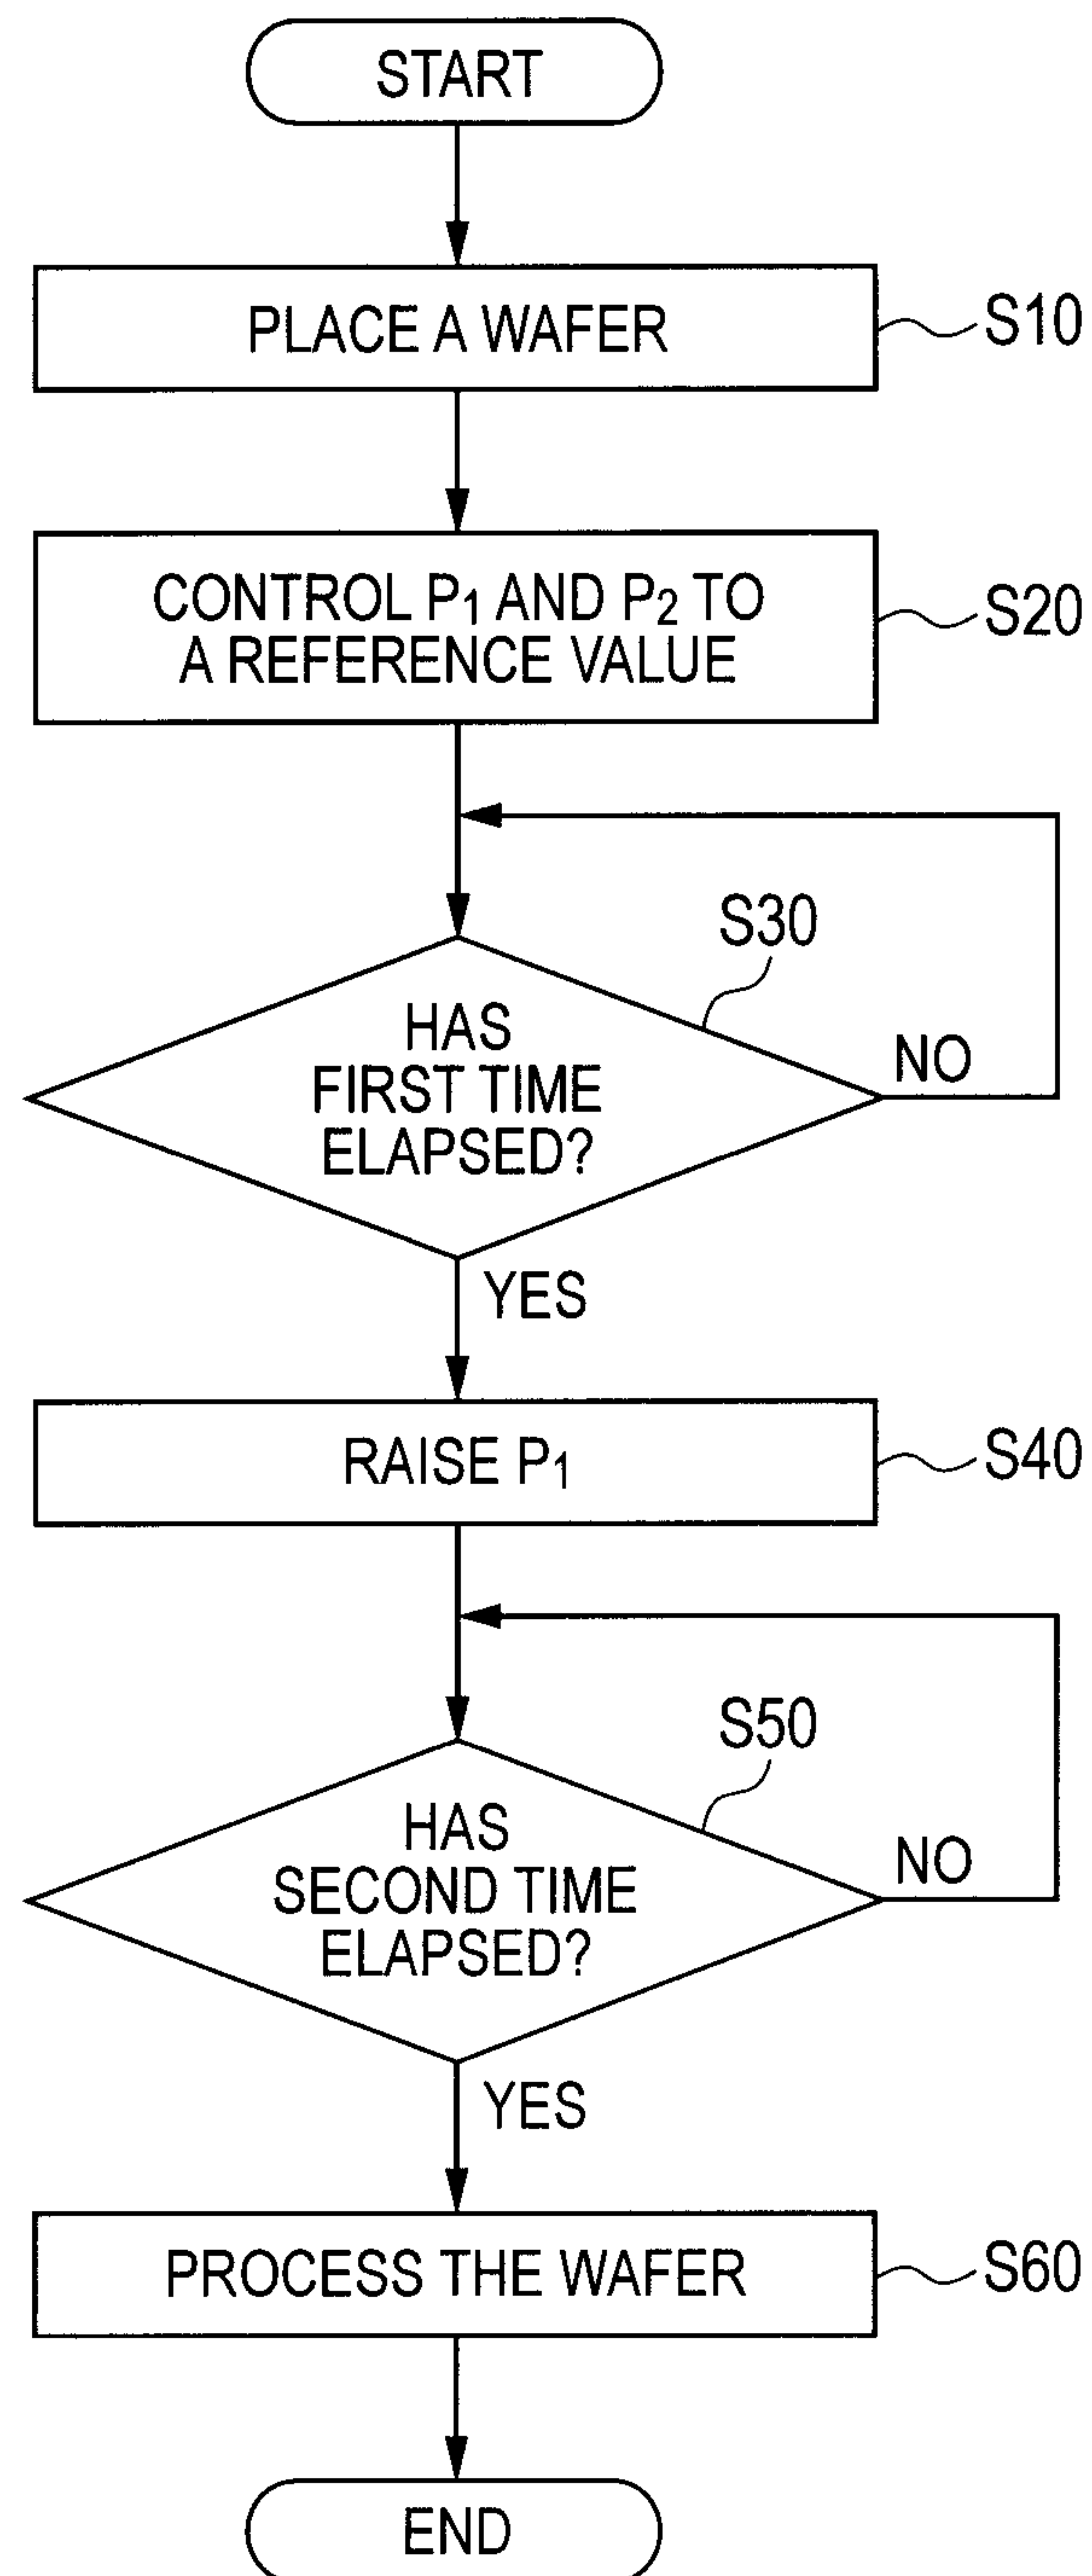 START
PLACE A WAFER
S10
CONTROL P1 AND P2 TO
A REFERENCE VALUE
S20
S30
HAS
FIRST TIME
ELAPSED?
NO
YES
RAISE P1
S40
S50
HAS
SECOND TIME
ELAPSED?
NO
YES
PROCESS THE WAFER
S60
END